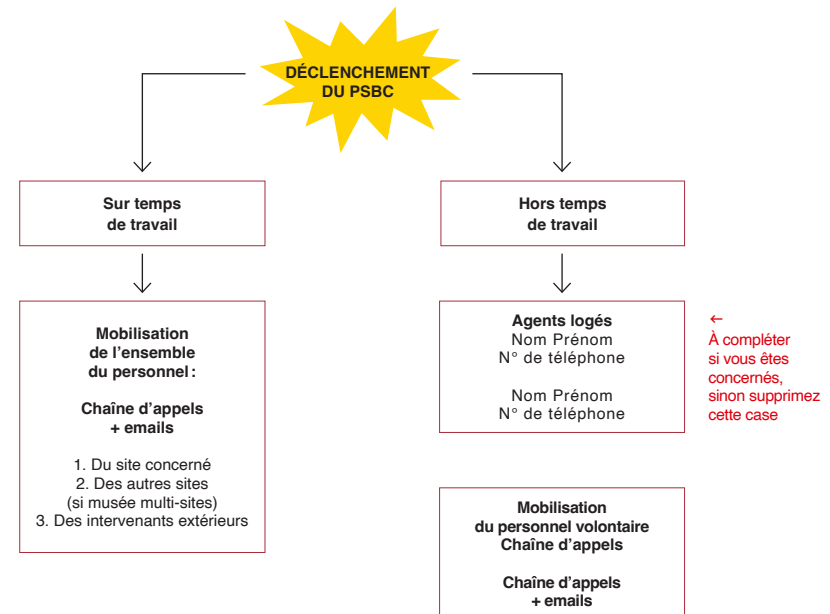 DÉCLENCHEMENT
DU PSBC
Sur temps
de travail
Hors temps
de travail
Mobilisation
de l’ensemble
du personnel :
Chaîne d’appels
+ emails
1. Du site concerné
2. Des autres sites
(si musée multi-sites)
3. Des intervenants extérieurs
Agents logés
Nom Prénom
N° de téléphone
Nom Prénom
N° de téléphone
←
À compléter
si vous êtes
concernés,
sinon supprimez
cette case
Mobilisation
du personnel volontaire
Chaîne d’appels
Chaîne d’appels
+ emails